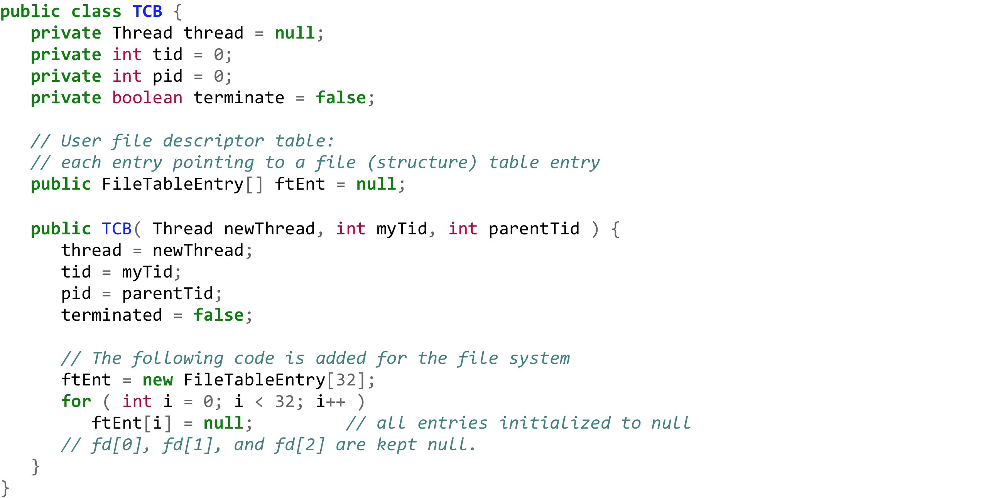 public class TCB {
   private Thread thread = null;
   private int tid = 0;
   private int pid = 0;
   private boolean terminate = false;

   // User file descriptor table:
   // each entry pointing to a file (structure) table entry
   public FileTableEntry[] ftEnt = null;

   public TCB( Thread newThread, int myTid, int parentTid ) {
      thread = newThread;
      tid = myTid;
      pid = parentTid;
      terminated = false;

      // The following code is added for the file system
      ftEnt = new FileTableEntry[32];
      for ( int i = 0; i < 32; i++ )
         ftEnt[i] = null;         // all entries initialized to null
      // fd[0], fd[1], and fd[2] are kept null.
   }
}